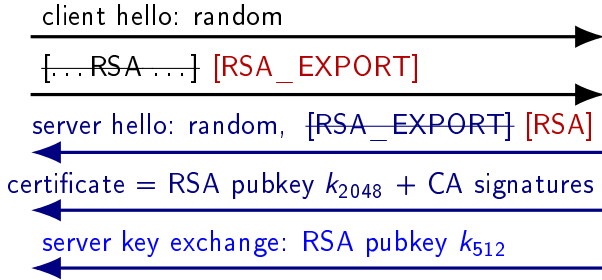 client hello: random
[...RSA ...] [RSA_EXPORT]
server hello: random, [RSA_EXPORT] [RSA]
certificate = RSA pubkey k2048 + CA signatures
server key exchange: RSA pubkey k512